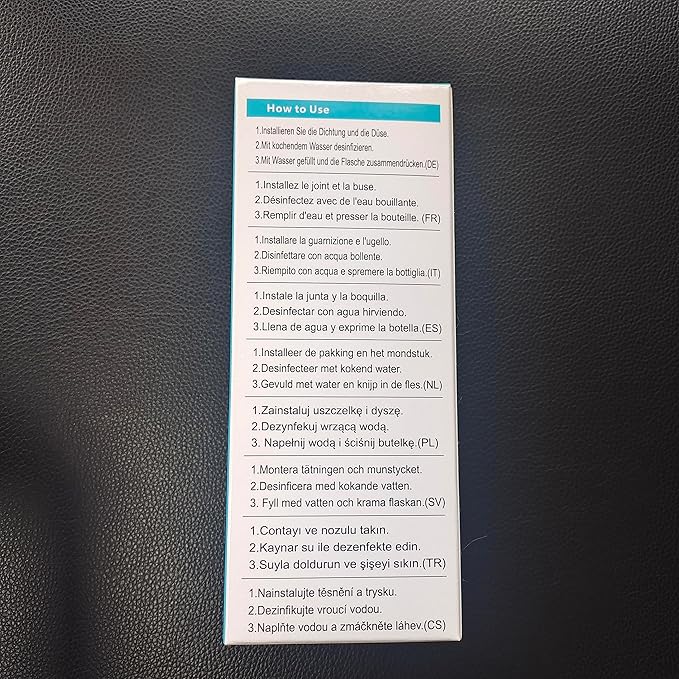 How to Use
1.Installieren Sie die Dichtung und die Düse.
2.Mit kochendem Wasser desinfizieren.
3.Mit Wasser gefüllt und die Flasche zusammendrücken.(DE)
1.Installez le joint et la buse.
2.Désinfectez avec de l'eau bouillante.
3.Remplir d'eau et presser la bouteille. (FR)
1.Installare la guarnizione e l'ugello.
2.Disinfettare con acqua bollente.
3.Riempito con acqua e spremere la bottiglia.(IT)
1.Instale la junta y la boquilla.
2.Desinfectar con agua hirviendo.
3.Llena de agua y exprime la botella.(ES)
1.Installeer de pakking en het mondstuk.
2.Desinfecteer met kokend water.
3.Gevuld met water en knijp in de fles.(NL)
1.Zainstaluj uszczelkę i dyszę.
2.Dezynfekuj wrzącą wodą.
3. Napełnij wodą i ściśnij butelkę.(PL)
1.Montera tätningen och munstycket.
2.Desinficera med kokande vatten.
3. Fyll med vatten och krama flaskan.(SV)
1.Contayı ve nozulu takın.
2.Kaynar su ile dezenfekte edin.
3.Suyla doldurun ve şişeyi sıkın.(TR)
1.Nainstalujte těsnění a trysku.
2.Dezinfikujte vroucí vodou.
3.Naplňte vodou a zmáčkněte láhev.(CS)